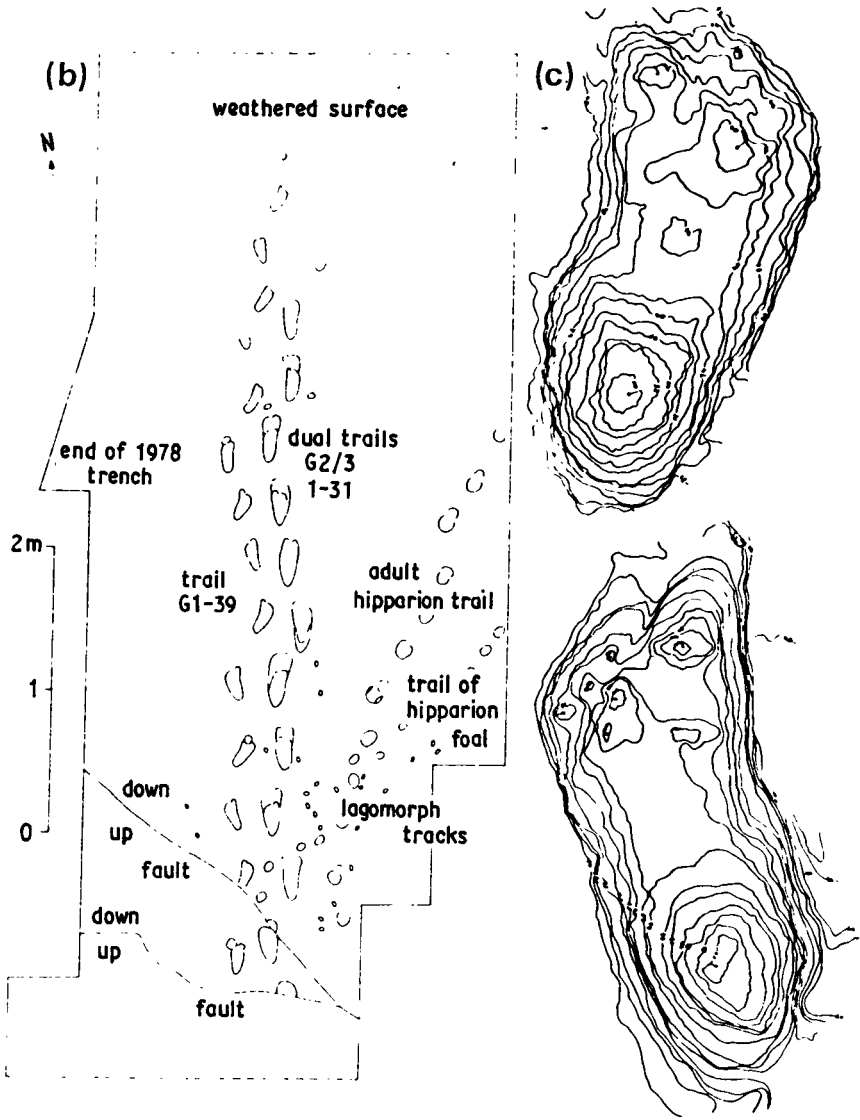 (b)
(c)
weathered surface
N
end of 1978
trench
dual trails
G2/3
1-31
2m
trail
G1-39
adult
hipparion trail
1
trail of
hipparion
foal
down
up
0
lagomorph
tracks
fault
down
up
fault